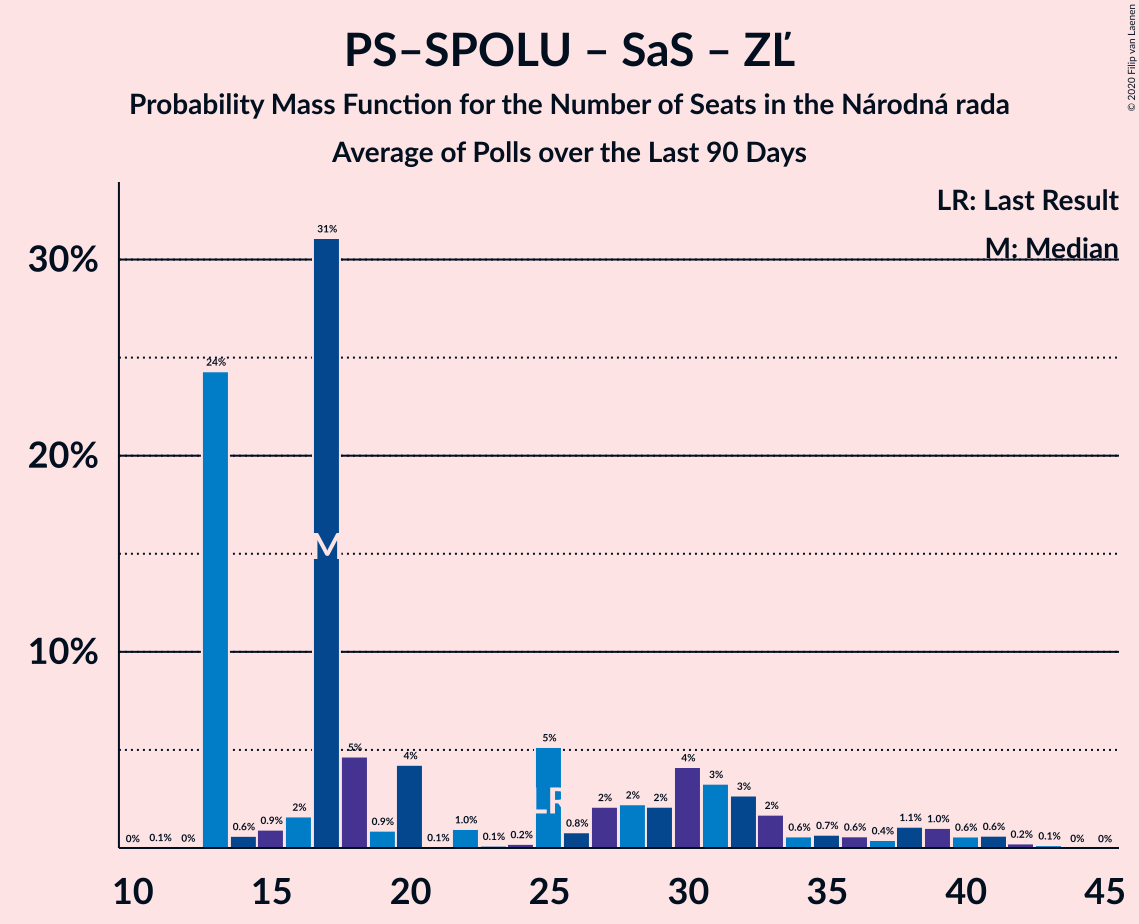 PS–SPOLU – SaS – ZĽ
Probability Mass Function for the Number of Seats in the Národná rada
Average of Polls over the Last 90 Days
© 2020 Filip van Laenen
LR: Last Result
M: Median
30%
20%
10%
0% 0.1% 0% 24% 0.6% 0.9% 2% 31% 5% 0.9% 4% 0.1% 1.0% 0.1% 0.2% 5% 0.8% 2% 2% 2% 4% 3% 3% 2% 0.6% 0.7% 0.6% 0.4% 1.1% 1.0% 0.6% 0.6% 0.2% 0.1% 0% 0%
M
LR
10 15 20 25 30 35 40 45